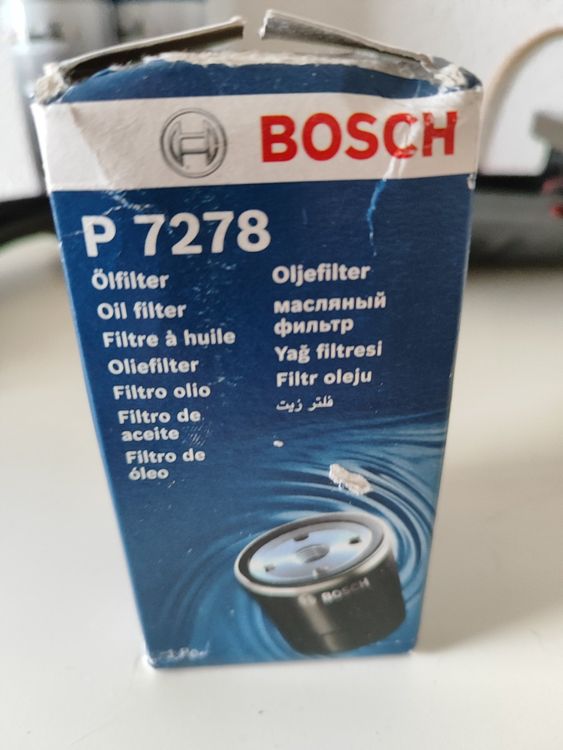 BOSCH
P 7278
Ölfilter
Oil filter
Filtre à huile
Oliefilter
Filtro olio
Filtro de
aceite
Filtro de
óleo
Oljefilter
масляный
фильтр
Yağ filtresi
Filtr oleju
فلتر زيت
BOSCH